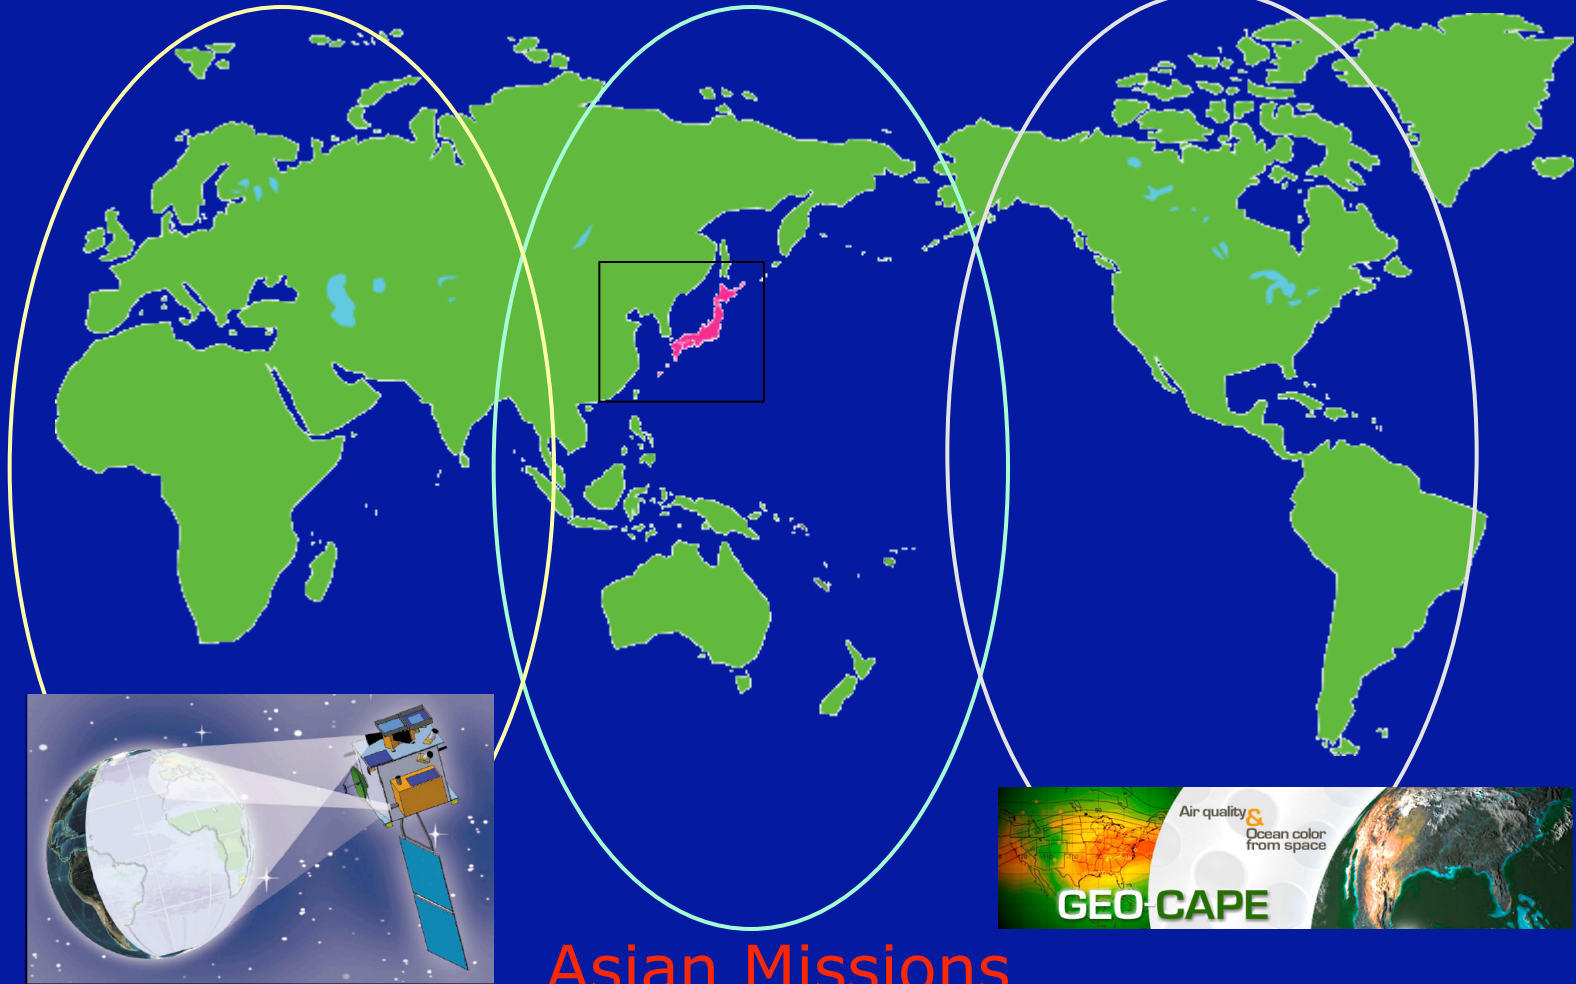 Air quality
&
Ocean color
from space
GEO-CAPE
Asian Missions